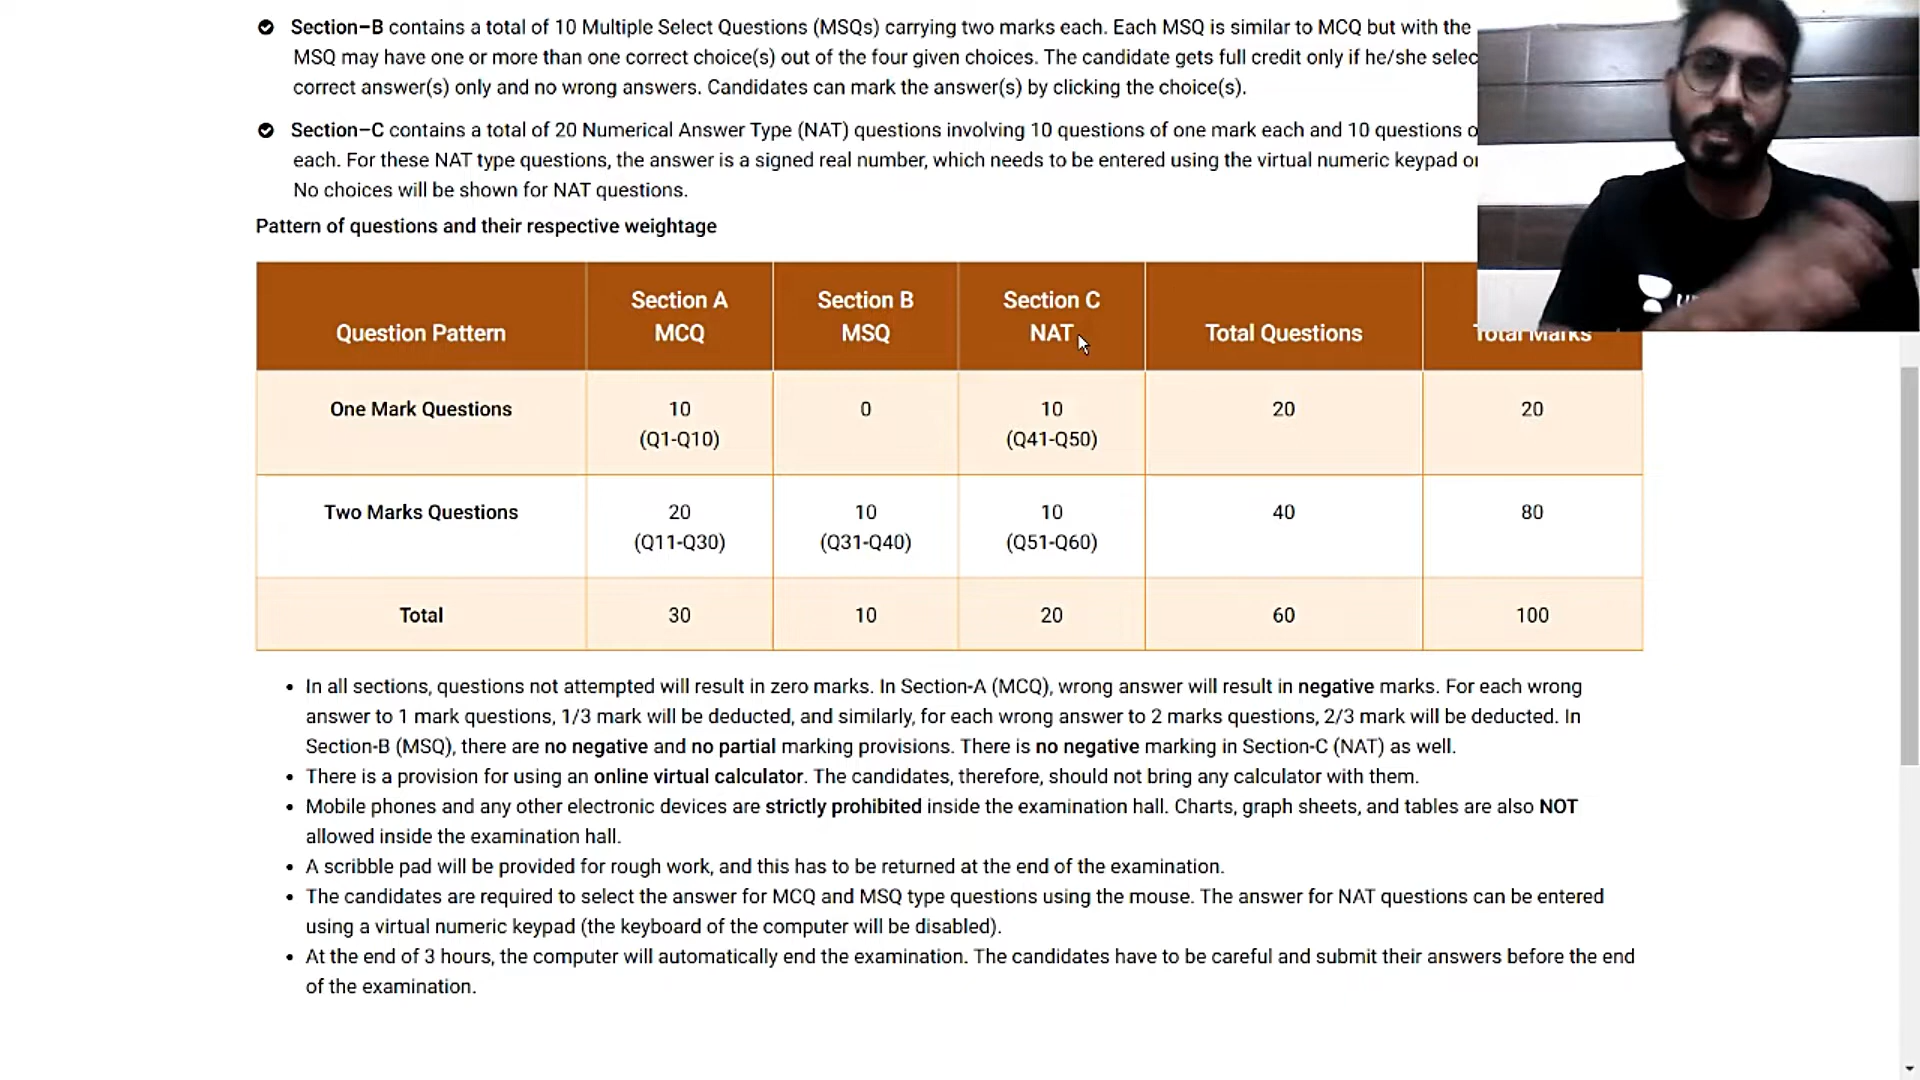 Section–B contains a total of 10 Multiple Select Questions (MSQs) carrying two marks each. Each MSQ is similar to MCQ but with the
MSQ may have one or more than one correct choice(s) out of the four given choices. The candidate gets full credit only if he/she
correct answer(s) only and no wrong answers. Candidates can mark the answer(s) by clicking the choice(s).
Section–C contains a total of 20 Numerical Answer Type (NAT) questions involving 10 questions of one mark each and 10 questions
each. For these NAT type questions, the answer is a signed real number, which needs to be entered using the virtual numeric keypad
No choices will be shown for NAT questions.
Pattern of questions and their respective weightage
Question Pattern Section A MCQ Section B MSQ Section C NAT Total Questions Total Marks
One Mark Questions 10 (Q1-Q10) 0 10 (Q41-Q50) 20 20
Two Marks Questions 20 (Q11-Q30) 10 (Q31-Q40) 10 (Q51-Q60) 40 80
Total 30 10 20 60 100
In all sections, questions not attempted will result in zero marks. In Section-A (MCQ), wrong answer will result in negative marks. For each wrong
answer to 1 mark questions, 1/3 mark will be deducted, and similarly, for each wrong answer to 2 marks questions, 2/3 mark will be deducted. In
Section-B (MSQ), there are no negative and no partial marking provisions. There is no negative marking in Section-C (NAT) as well.
There is a provision for using an online virtual calculator. The candidates, therefore, should not bring any calculator with them.
Mobile phones and any other electronic devices are strictly prohibited inside the examination hall. Charts, graph sheets, and tables are also NOT
allowed inside the examination hall.
A scribble pad will be provided for rough work, and this has to be returned at the end of the examination.
The candidates are required to select the answer for MCQ and MSQ type questions using the mouse. The answer for NAT questions can be entered
using a virtual numeric keypad (the keyboard of the computer will be disabled).
At the end of 3 hours, the computer will automatically end the examination. The candidates have to be careful and submit their answers before the end
of the examination.